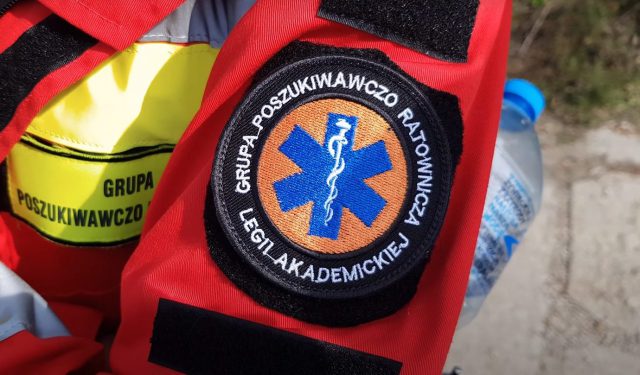 GRUPA
POSZUKIWAWCZO
GRUPA POSZUKIWAWCZO RATOWNICZA
LEGII AKADEMICKIEJ